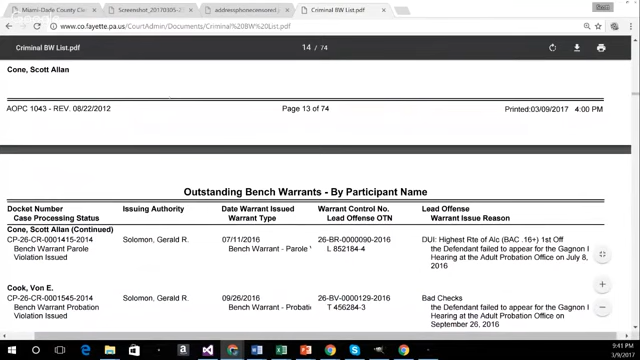 Miami-Dade County Cle
Screenshot_20170305-2
addressiphonecensored.p
Criminal BW List.pdf
www.co.fayette.pa.us/CourtAdmin/Documents/Criminal%20BW%20List.pdf
Criminal BW List.pdf 14 / 74
Cone, Scott Allan
AOPC 1043 - REV. 08/22/2012 Page 13 of 74 Printed:03/09/2017 4:00 PM
Outstanding Bench Warrants - By Participant Name
Docket Number Issuing Authority Date Warrant Issued Warrant Control No. Lead Offense
Case Processing Status Warrant Type Lead Offense OTN Warrant Issue Reason
Cone, Scott Allan (Continued)
CP-26-CR-0001415-2014 Solomon, Gerald R. 07/11/2016 26-BR-0000090-2016 DUI: Highest Rte of Alc (BAC .16+) 1st Off
Bench Warrant Parole Bench Warrant - Parole L 852184-4 the Defendant failed to appear for the Gagnon I
Violation Issued Hearing at the Adult Probation Office on July 8,
2016
Cook, Von E.
CP-26-CR-0001545-2014 Solomon, Gerald R. 09/26/2016 26-BV-0000129-2016 Bad Checks
Bench Warrant Probation Bench Warrant - Probati T 456284-3 the Defendant failed to appear for the Gagnon I
Violation Issued Hearing at the Adult Probation Office on
September 26, 2016
9:41 PM
3/9/2017